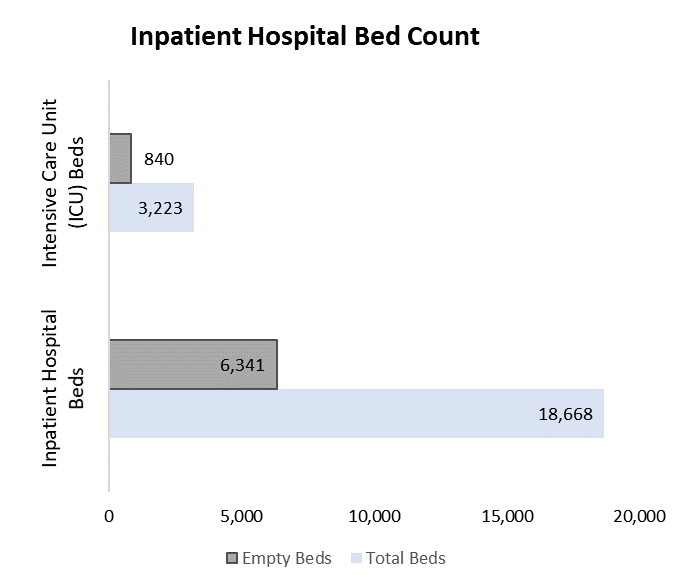 Inpatient Hospital Bed Count
Intensive Care Unit
(ICU) Beds
840
3,223
Inpatient Hospital
Beds
6,341
18,668
0 5,000 10,000 15,000 20,000
Empty Beds Total Beds